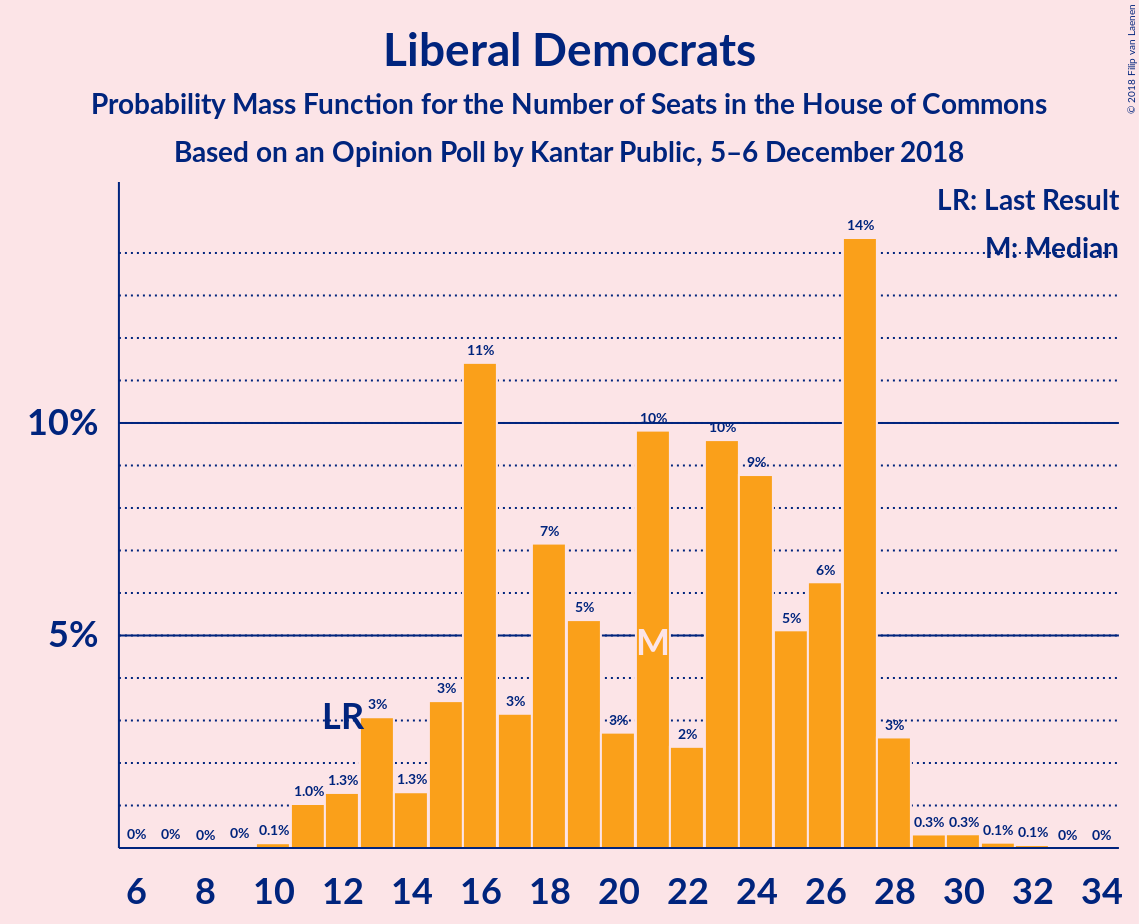 © 2018 Filip van Laenen
Liberal Democrats
Probability Mass Function for the Number of Seats in the House of Commons
Based on an Opinion Poll by Kantar Public, 5–6 December 2018
LR: Last Result
M: Median
10%
5%
0% 0% 0% 0% 0.1% 1.0% 1.3% 3% 1.3% 3% 11% 3% 7% 5% 3% 10% 2% 10% 9% 5% 6% 14% 3% 0.3% 0.3% 0.1% 0.1% 0% 0%
LR
M
6 8 10 12 14 16 18 20 22 24 26 28 30 32 34